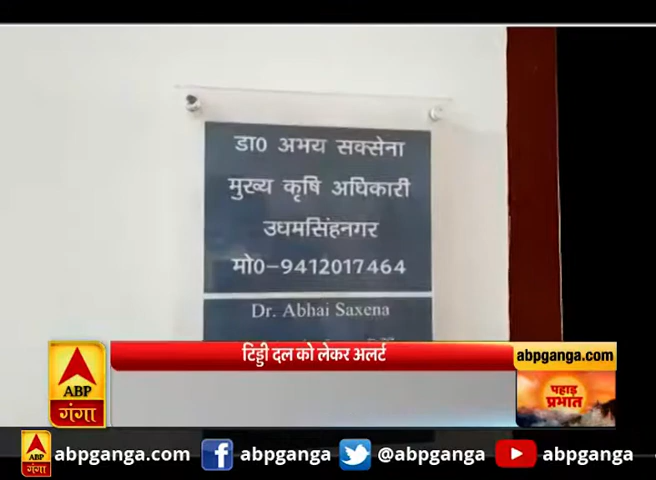 डा0 अभय सक्सेना
मुख्य कृषि अधिकारी
उधमसिंहनगर
मो0-9412017464
Dr. Abhai Saxena
ABP
गंगा
टिड्डी दल को लेकर अलर्ट
abpganga.com
पहाड़
प्रभात
ABP
गंगा
abpganga.com
abpganga
@abpganga
abpganga